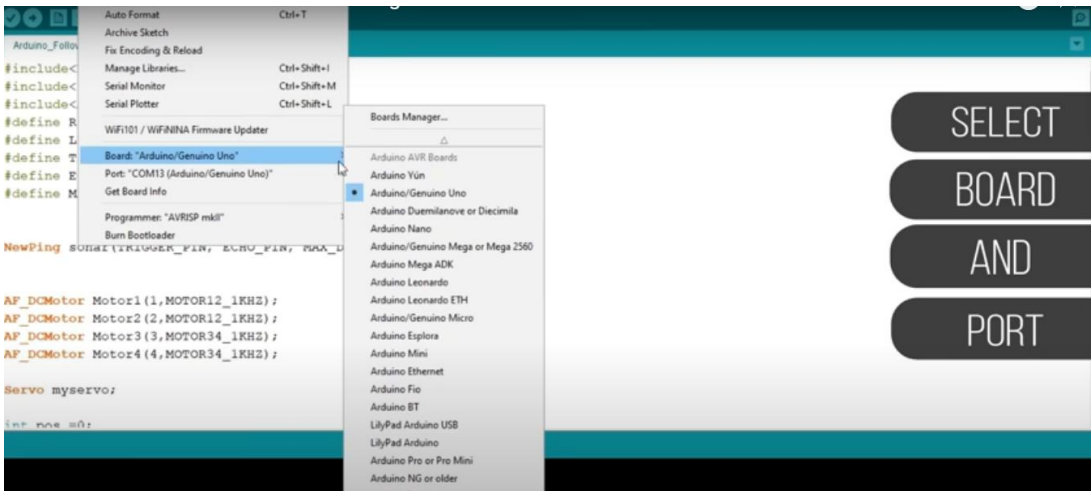 Auto Format Ctrl+T
Archive Sketch
Fix Encoding & Reload
Manage Libraries... Ctrl+Shift+I
Serial Monitor Ctrl+Shift+M
Serial Plotter Ctrl+Shift+L
WiFi101 / WiFiNINA Firmware Updater
Board: "Arduino/Genuino Uno"
Port: "COM13 (Arduino/Genuino Uno)"
Get Board Info
Programmer: "AVRISP mkII"
Burn Bootloader
Boards Manager...
Arduino AVR Boards
Arduino Yún
Arduino/Genuino Uno
Arduino Duemilanove or Diecimila
Arduino Nano
Arduino/Genuino Mega or Mega 2560
Arduino Mega ADK
Arduino Leonardo
Arduino Leonardo ETH
Arduino/Genuino Micro
Arduino Esplora
Arduino Mini
Arduino Ethernet
Arduino Fio
Arduino BT
LilyPad Arduino USB
LilyPad Arduino
Arduino Pro or Pro Mini
Arduino NG or older
Arduino_Follow
#include<
#include<
#include<
#define R
#define L
#define T
#define E
#define M
NewPing sonar(TRIGGER_PIN, ECHO_PIN, MAX_D
AF_DCMotor Motor1(1,MOTOR12_1KHZ);
AF_DCMotor Motor2(2,MOTOR12_1KHZ);
AF_DCMotor Motor3(3,MOTOR34_1KHZ);
AF_DCMotor Motor4(4,MOTOR34_1KHZ);
Servo myservo;
int pos =0;
SELECT
BOARD
AND
PORT